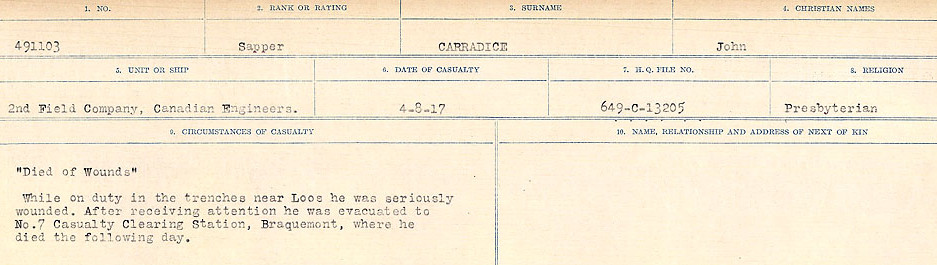 1. NO. 2. RANK OR RATING 3. SURNAME 4. CHRISTIAN NAMES
491103 Sapper CARRADICE John
5. UNIT OR SHIP 6. DATE OF CASUALTY 7. H.Q. FILE NO. 8. RELIGION
2nd Field Company, Canadian Engineers. 4-8-17 649-C-13205 Presbyterian
9. CIRCUMSTANCES OF CASUALTY 10. NAME, RELATIONSHIP AND ADDRESS OF NEXT OF KIN
"Died of Wounds"
While on duty in the trenches near Loos he was seriously
wounded. After receiving attention he was evacuated to
No.7 Casualty Clearing Station, Braquemont, where he
died the following day.